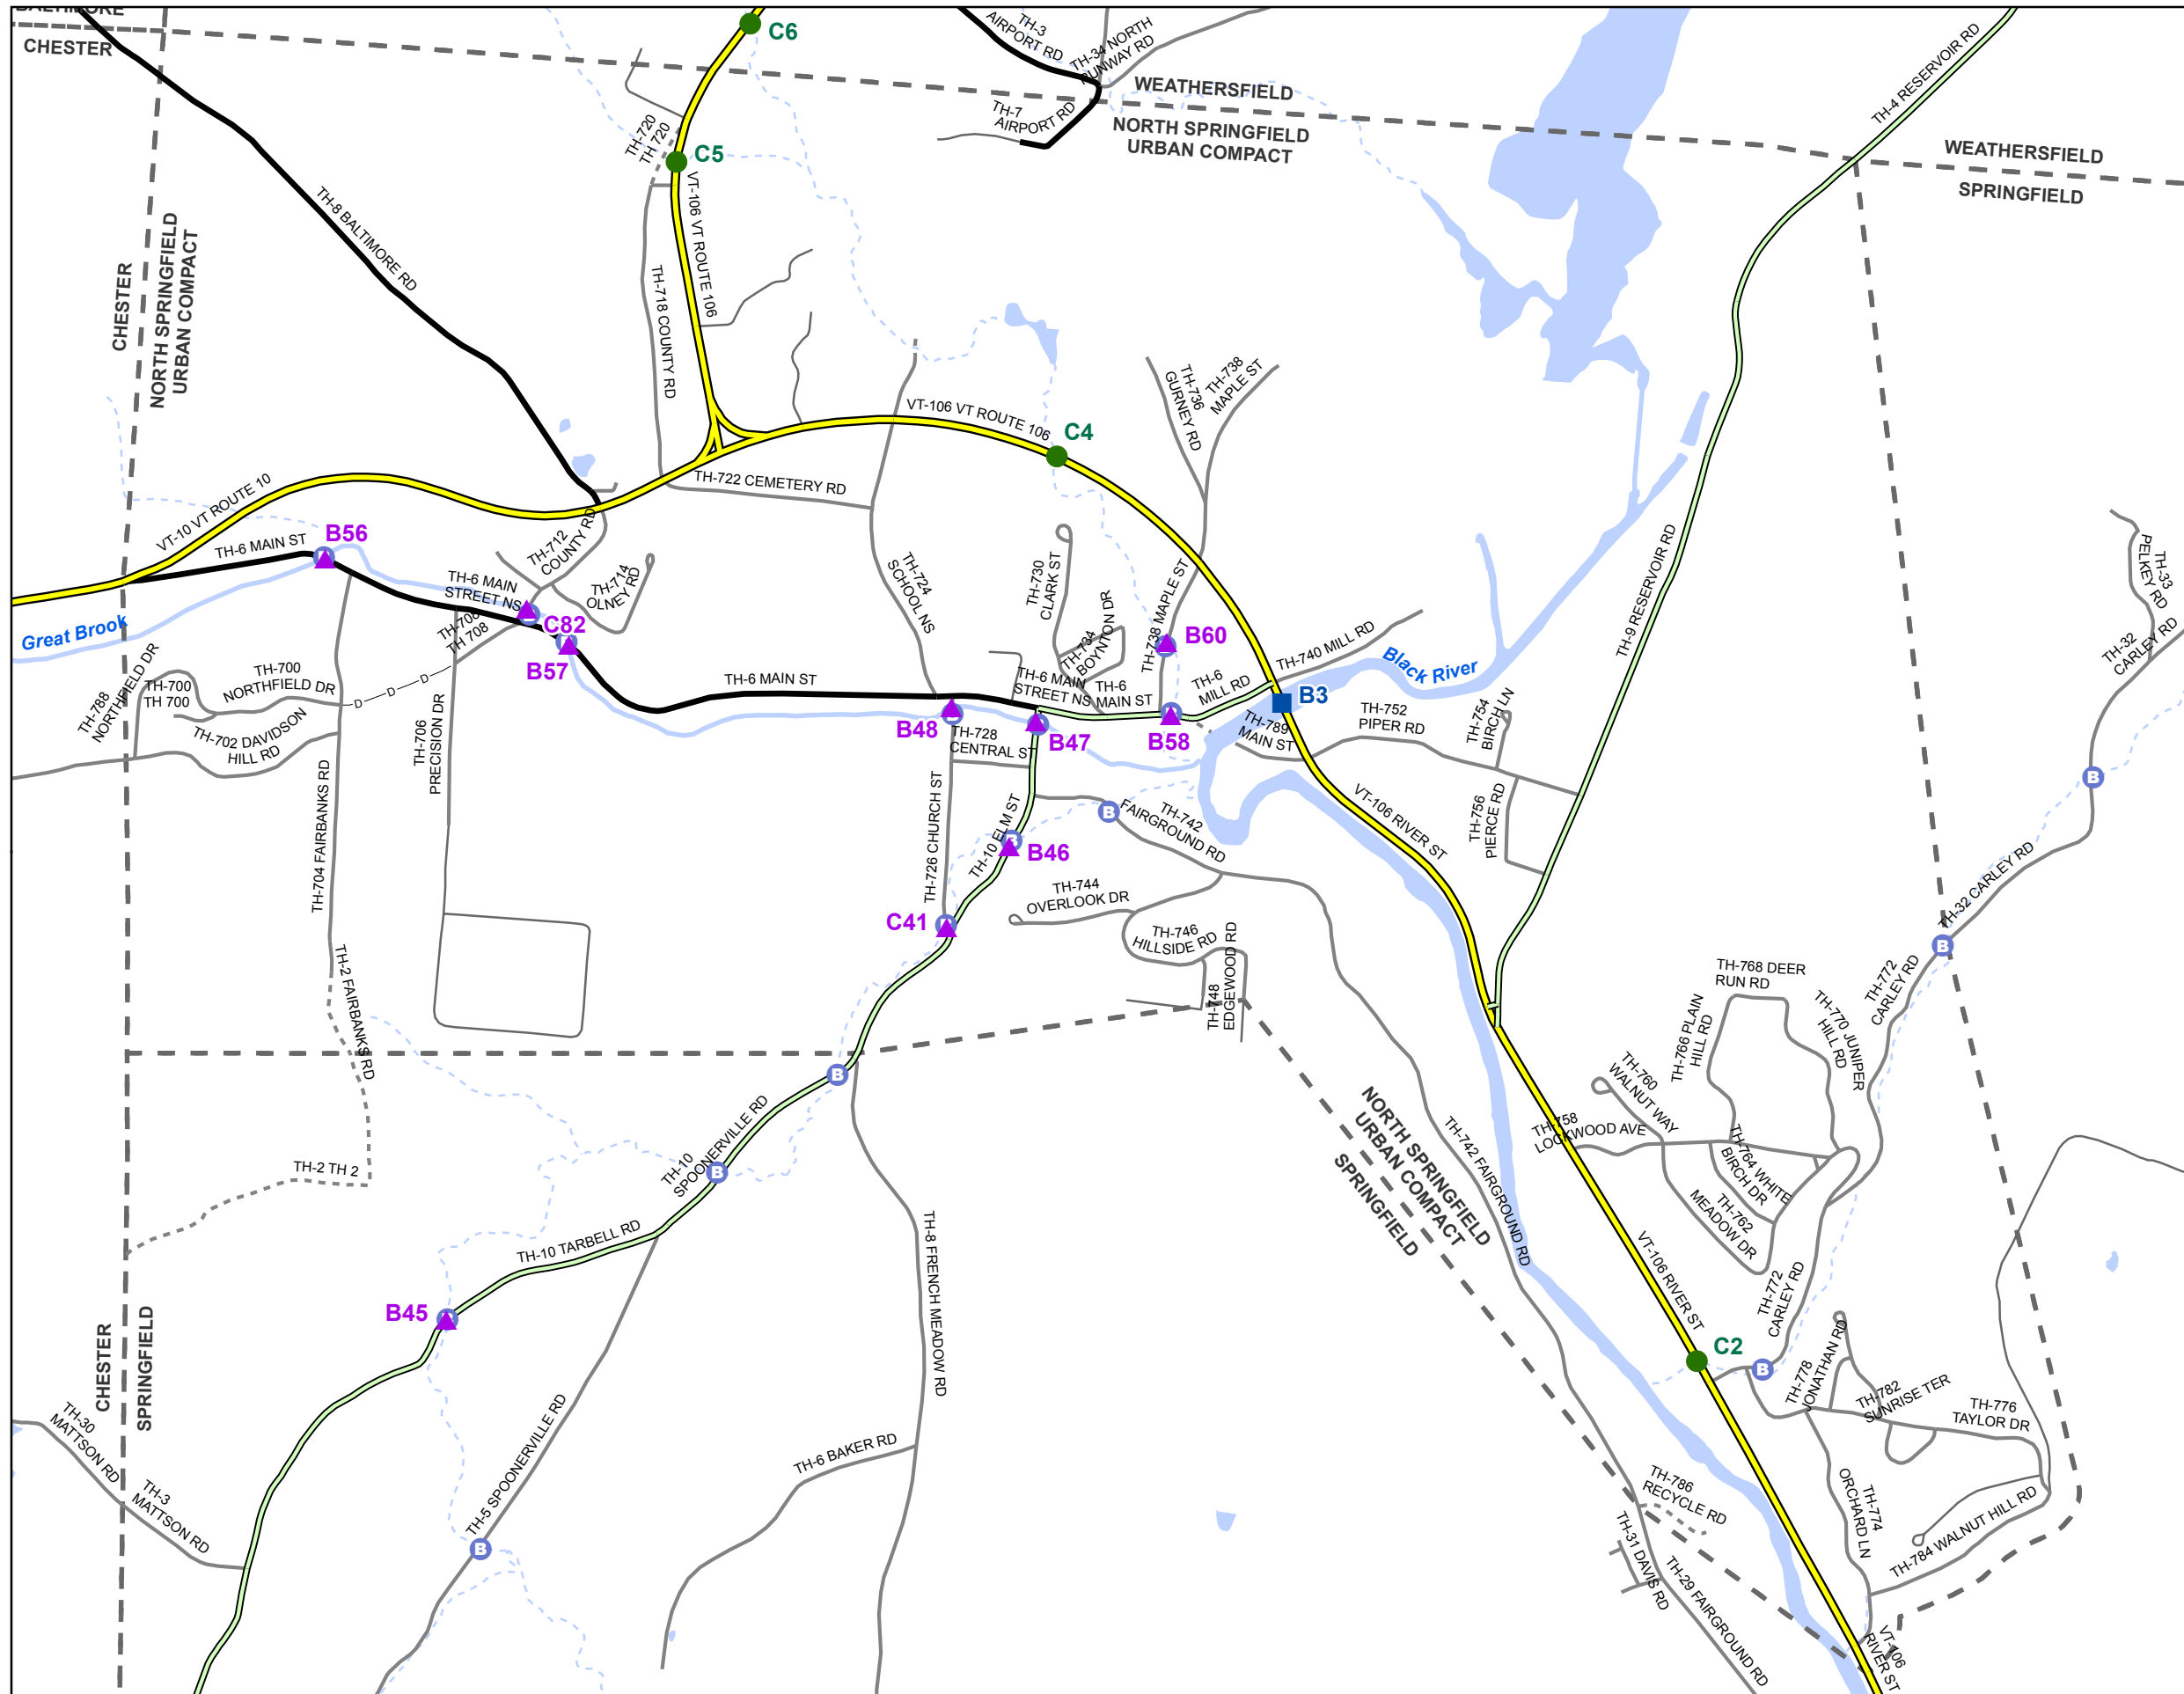 BALTIMORE
CHESTER
C6
TH-3
AIRPORT RD
TH-34 NORTH
RUNWAY RD
TH-7
AIRPORT RD
WEATHERSFIELD
NORTH SPRINGFIELD
URBAN COMPACT
TH-4 RESERVOIR RD
WEATHERSFIELD
SPRINGFIELD
TH-720
TH 720
C5
VT-106 VT ROUTE 106
TH-8 BALTIMORE RD
CHESTER
NORTH SPRINGFIELD
URBAN COMPACT
TH-718 COUNTY RD
VT-106 VT ROUTE 106
C4
TH-736
GURNEY RD
TH-738
MAPLE ST
TH-722 CEMETERY RD
VT-10 VT ROUTE 10
B56
TH-6 MAIN ST
TH-712
COUNTY RD
TH-714
OLNEY RD
TH-6 MAIN
STREET NS
C82
TH-708
TH 708
B57
TH-724
SCHOOL NS
TH-730
CLARK ST
TH-734
BOYNTON DR
TH-738 MAPLE ST
B60
TH-9 RESERVOIR RD
TH-33
PELKEY RD
TH-32
CARLEY RD
Great Brook
TH-788
NORTHFIELD DR
TH-700
TH 700
TH-700
NORTHFIELD DR
D
D
D
TH-702 DAVIDSON
HILL RD
TH-6 MAIN ST
TH-6 MAIN
STREET NS
TH-6
MAIN ST
TH-6
MILL RD
TH-740 MILL RD
Black River
B3
B48
B47
B58
TH-728
CENTRAL ST
TH-789
MAIN ST
TH-752
PIPER RD
TH-754
BIRCH LN
TH-706
PRECISION DR
TH-704 FAIRBANKS RD
TH-726 CHURCH ST
TH-10 ELM ST
B
B
B46
TH-742
FAIRGROUND RD
VT-106 RIVER ST
TH-756
PIERCE RD
B
TH-32 CARLEY RD
B
TH-744
OVERLOOK DR
C41
TH-746
HILLSIDE RD
TH-748
EDGEWOOD RD
TH-2 FAIRBANKS RD
TH-768 DEER
RUN RD
TH-772
CARLEY RD
TH-766 PLAIN
HILL RD
TH-770 JUNIPER
HILL RD
TH-760
WALNUT WAY
TH-758
LOCKWOOD AVE
TH-764 WHITE
BIRCH DR
TH-762
MEADOW DR
B
NORTH SPRINGFIELD
URBAN COMPACT
SPRINGFIELD
TH-742 FAIRGROUND RD
TH-2 TH 2
TH-10
SPOONERVILLE RD
B
TH-10 TARBELL RD
B45
CHESTER
SPRINGFIELD
TH-8 FRENCH MEADOW RD
VT-106 RIVER ST
TH-772
CARLEY RD
C2
B
TH-778
JONATHAN RD
TH-782
SUNRISE TER
TH-776
TAYLOR DR
TH-30
MATTSON RD
TH-3
MATTSON RD
TH-5 SPOONERVILLE RD
B
TH-6 BAKER RD
TH-786
RECYCLE RD
TH-774
ORCHARD LN
TH-784 WALNUT HILL RD
TH-31 DAVIS RD
TH-29 FAIRGROUND RD
VT-106
RIVER ST